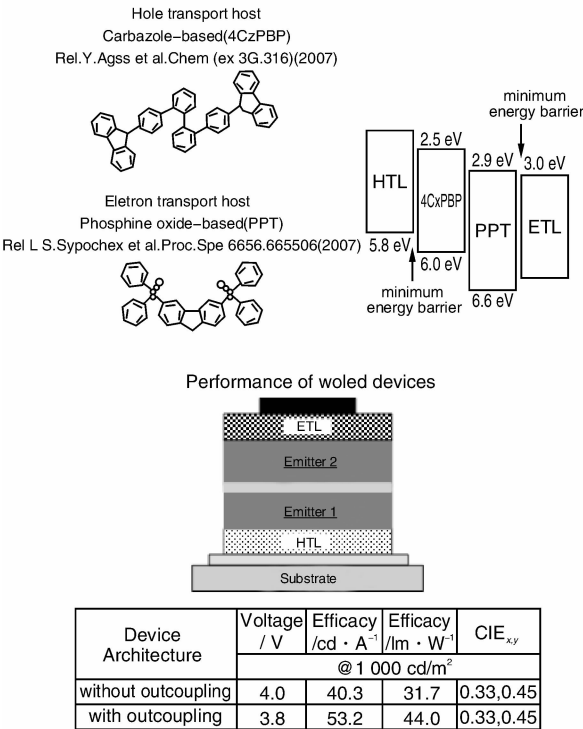 Hole transport host
Carbazole-based(4CzPBP)
Rel.Y.Agss et al.Chem (ex 3G.316)(2007)
Eletron transport host
Phosphine oxide-based(PPT)
Rel L S.Sypochex et al.Proc.Spe 6656.665506(2007)
minimum
energy barrier
2.5 eV
2.9 eV
3.0 eV
HTL
4CxPBP
PPT
ETL
5.8 eV
6.0 eV
6.6 eV
minimum
energy barrier
Performance of woled devices
ETL
Emitter 2
Emitter 1
HTL
Substrate
Device Architecture | Voltage / V | Efficacy /cd · A⁻¹ | Efficacy /lm · W⁻¹ | CIEx,y
@1 000 cd/m²
without outcoupling | 4.0 | 40.3 | 31.7 | 0.33,0.45
with outcoupling | 3.8 | 53.2 | 44.0 | 0.33,0.45